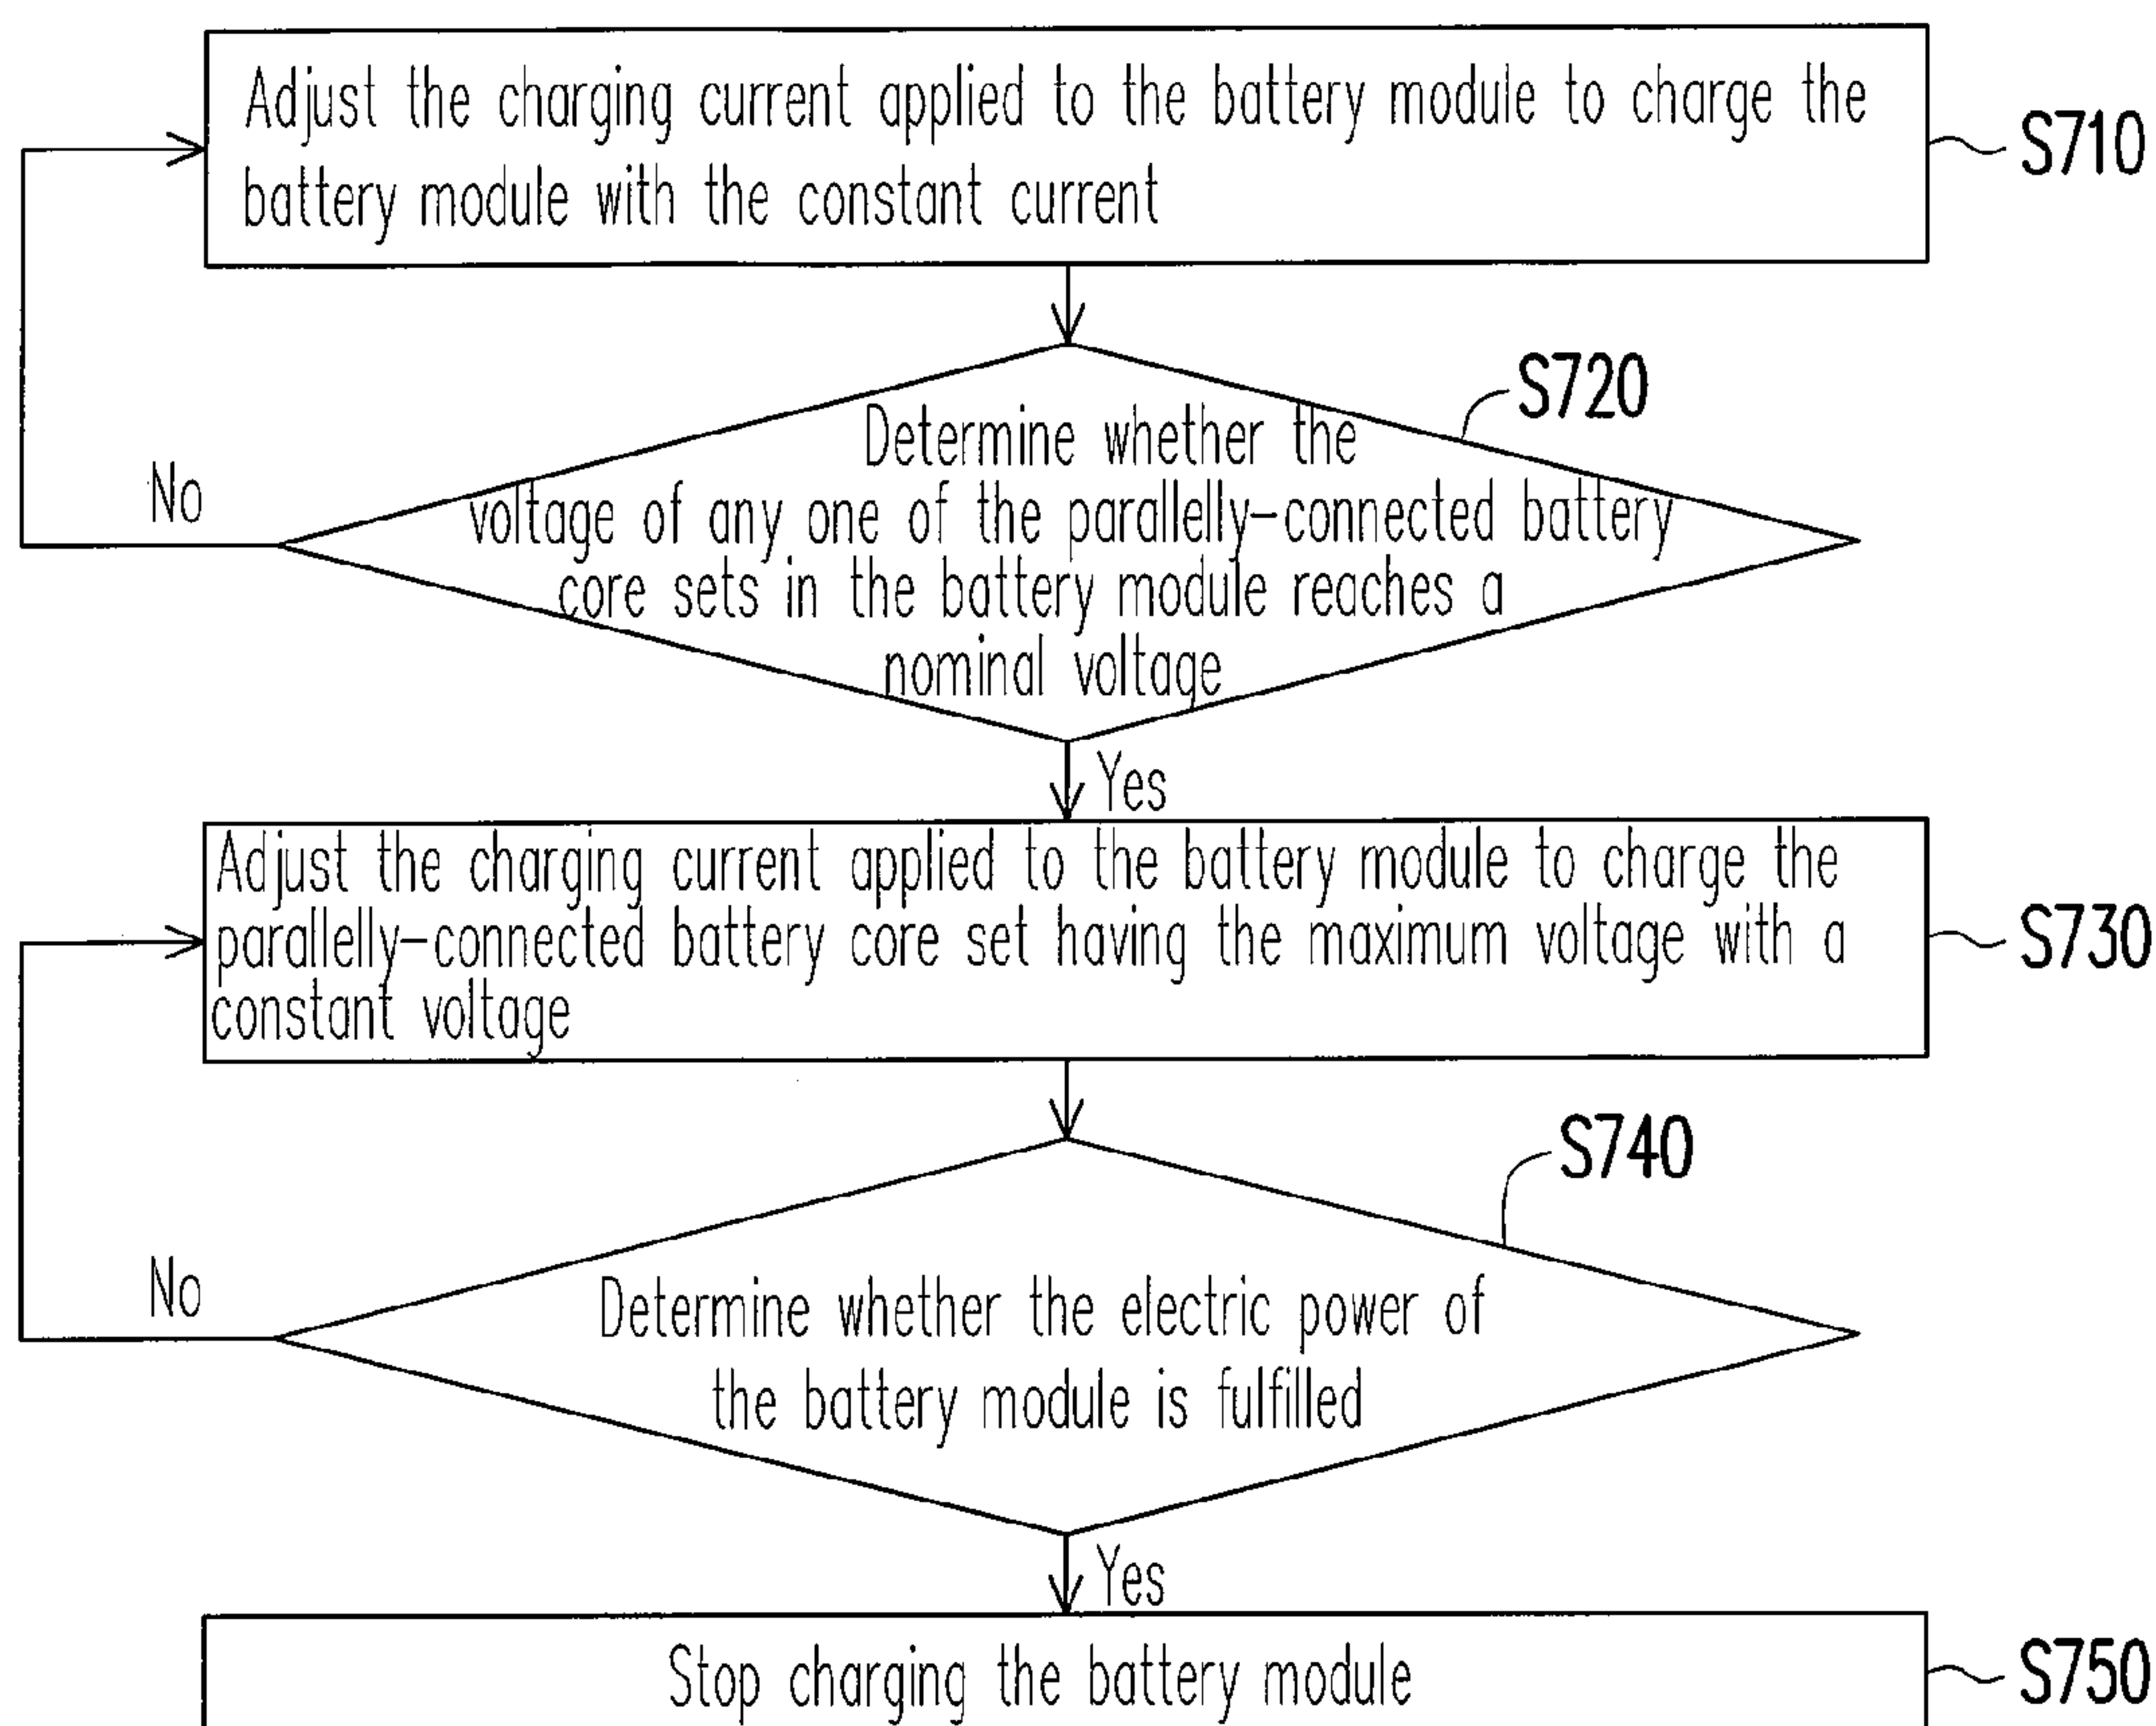 Adjust the charging current applied to the battery module to charge the
battery module with the constant current
S710
S720
Determine whether the
voltage of any one of the parallelly-connected battery
core sets in the battery module reaches a
nominal voltage
No
Yes
Adjust the charging current applied to the battery module to charge the
parallelly-connected battery core set having the maximum voltage with a
constant voltage
S730
S740
Determine whether the electric power of
the battery module is fulfilled
No
Yes
Stop charging the battery module
S750